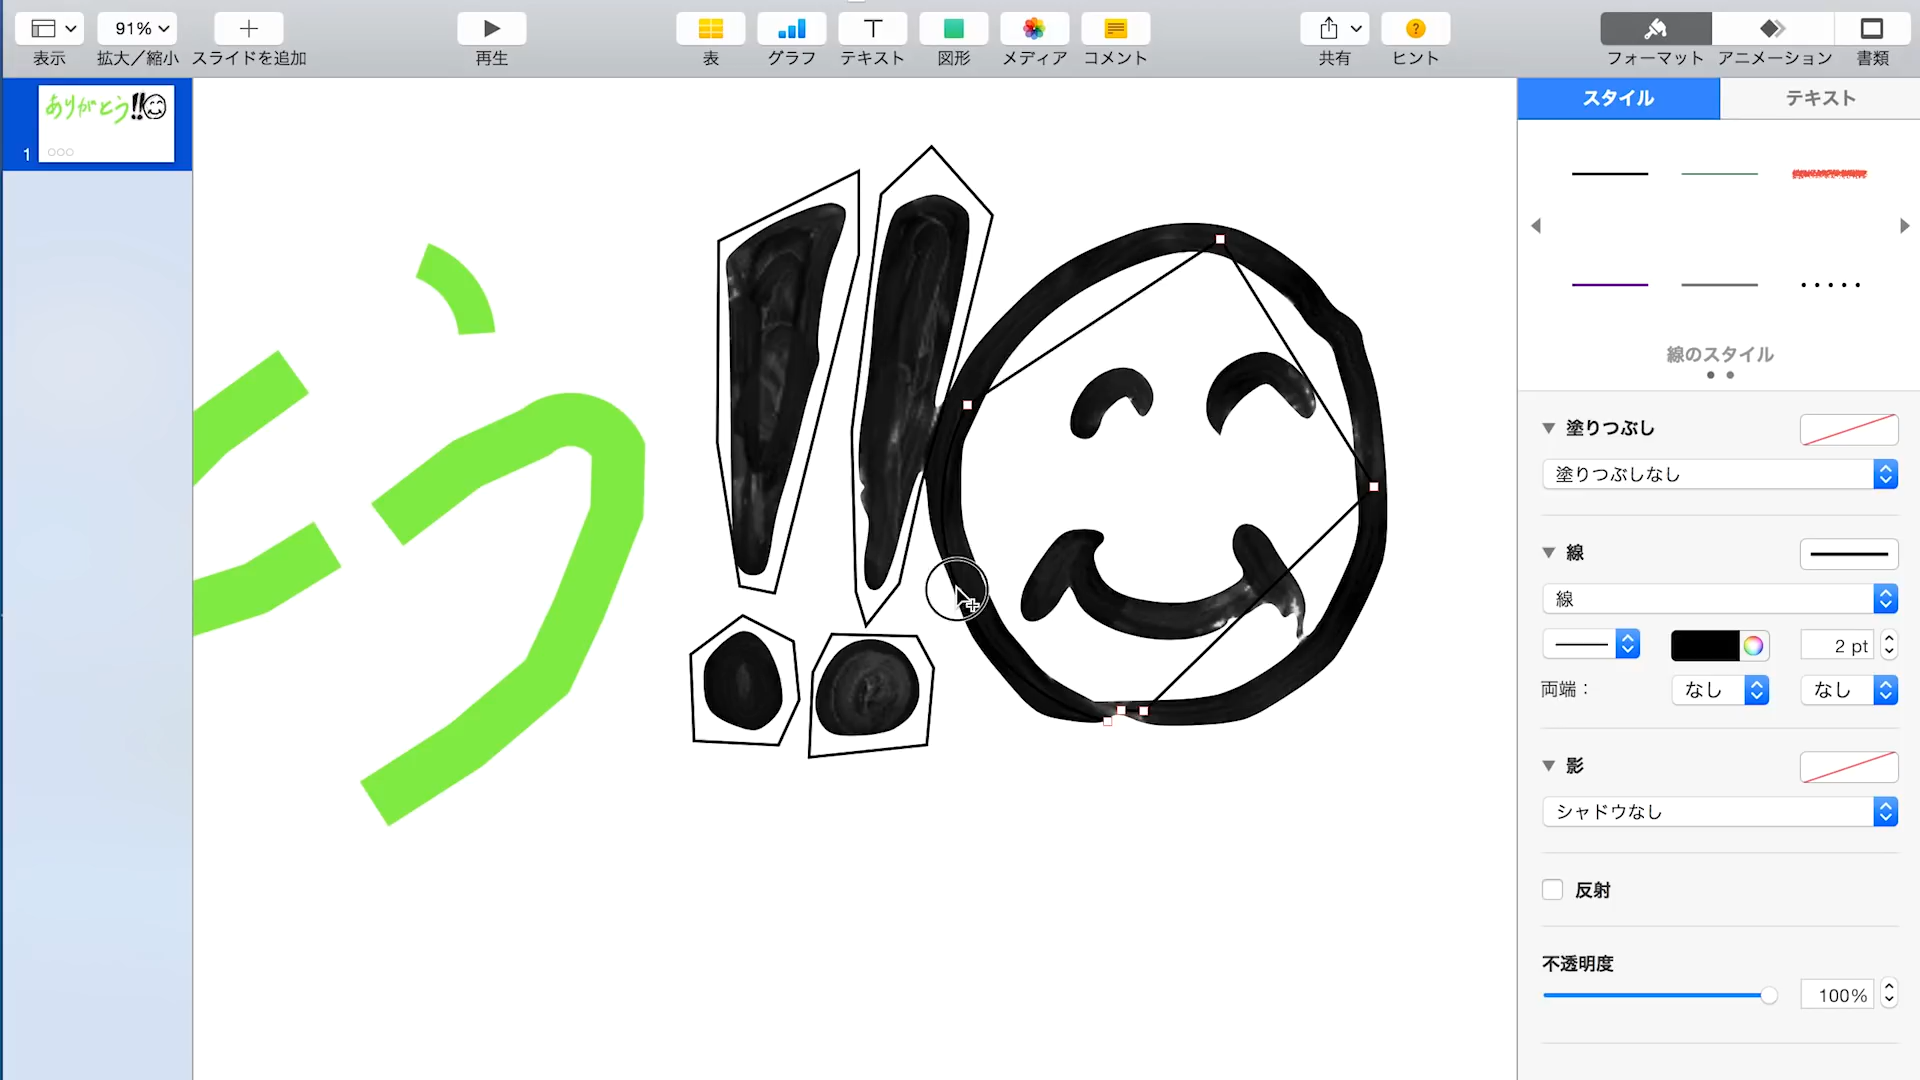 91%
表示
拡大／縮小
スライドを追加
再生
表
グラフ
テキスト
図形
メディア
コメント
共有
ヒント
フォーマット
アニメーション
書類
ありがとう!!
1
う!!
スタイル
テキスト
線のスタイル
塗りつぶし
塗りつぶしなし
線
線
2 pt
両端：
なし
なし
影
シャドウなし
反射
不透明度
100%